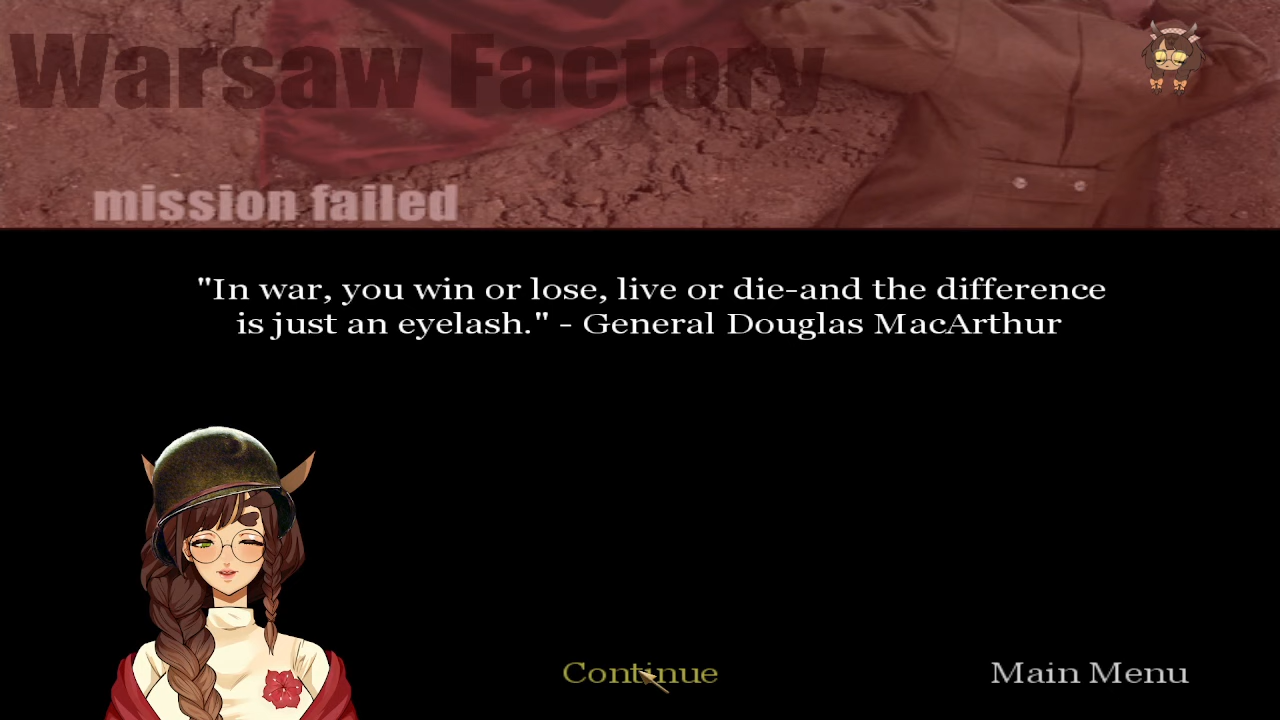 Warsaw Factory
mission failed
"In war, you win or lose, live or die-and the difference
is just an eyelash." - General Douglas MacArthur
Continue
Main Menu